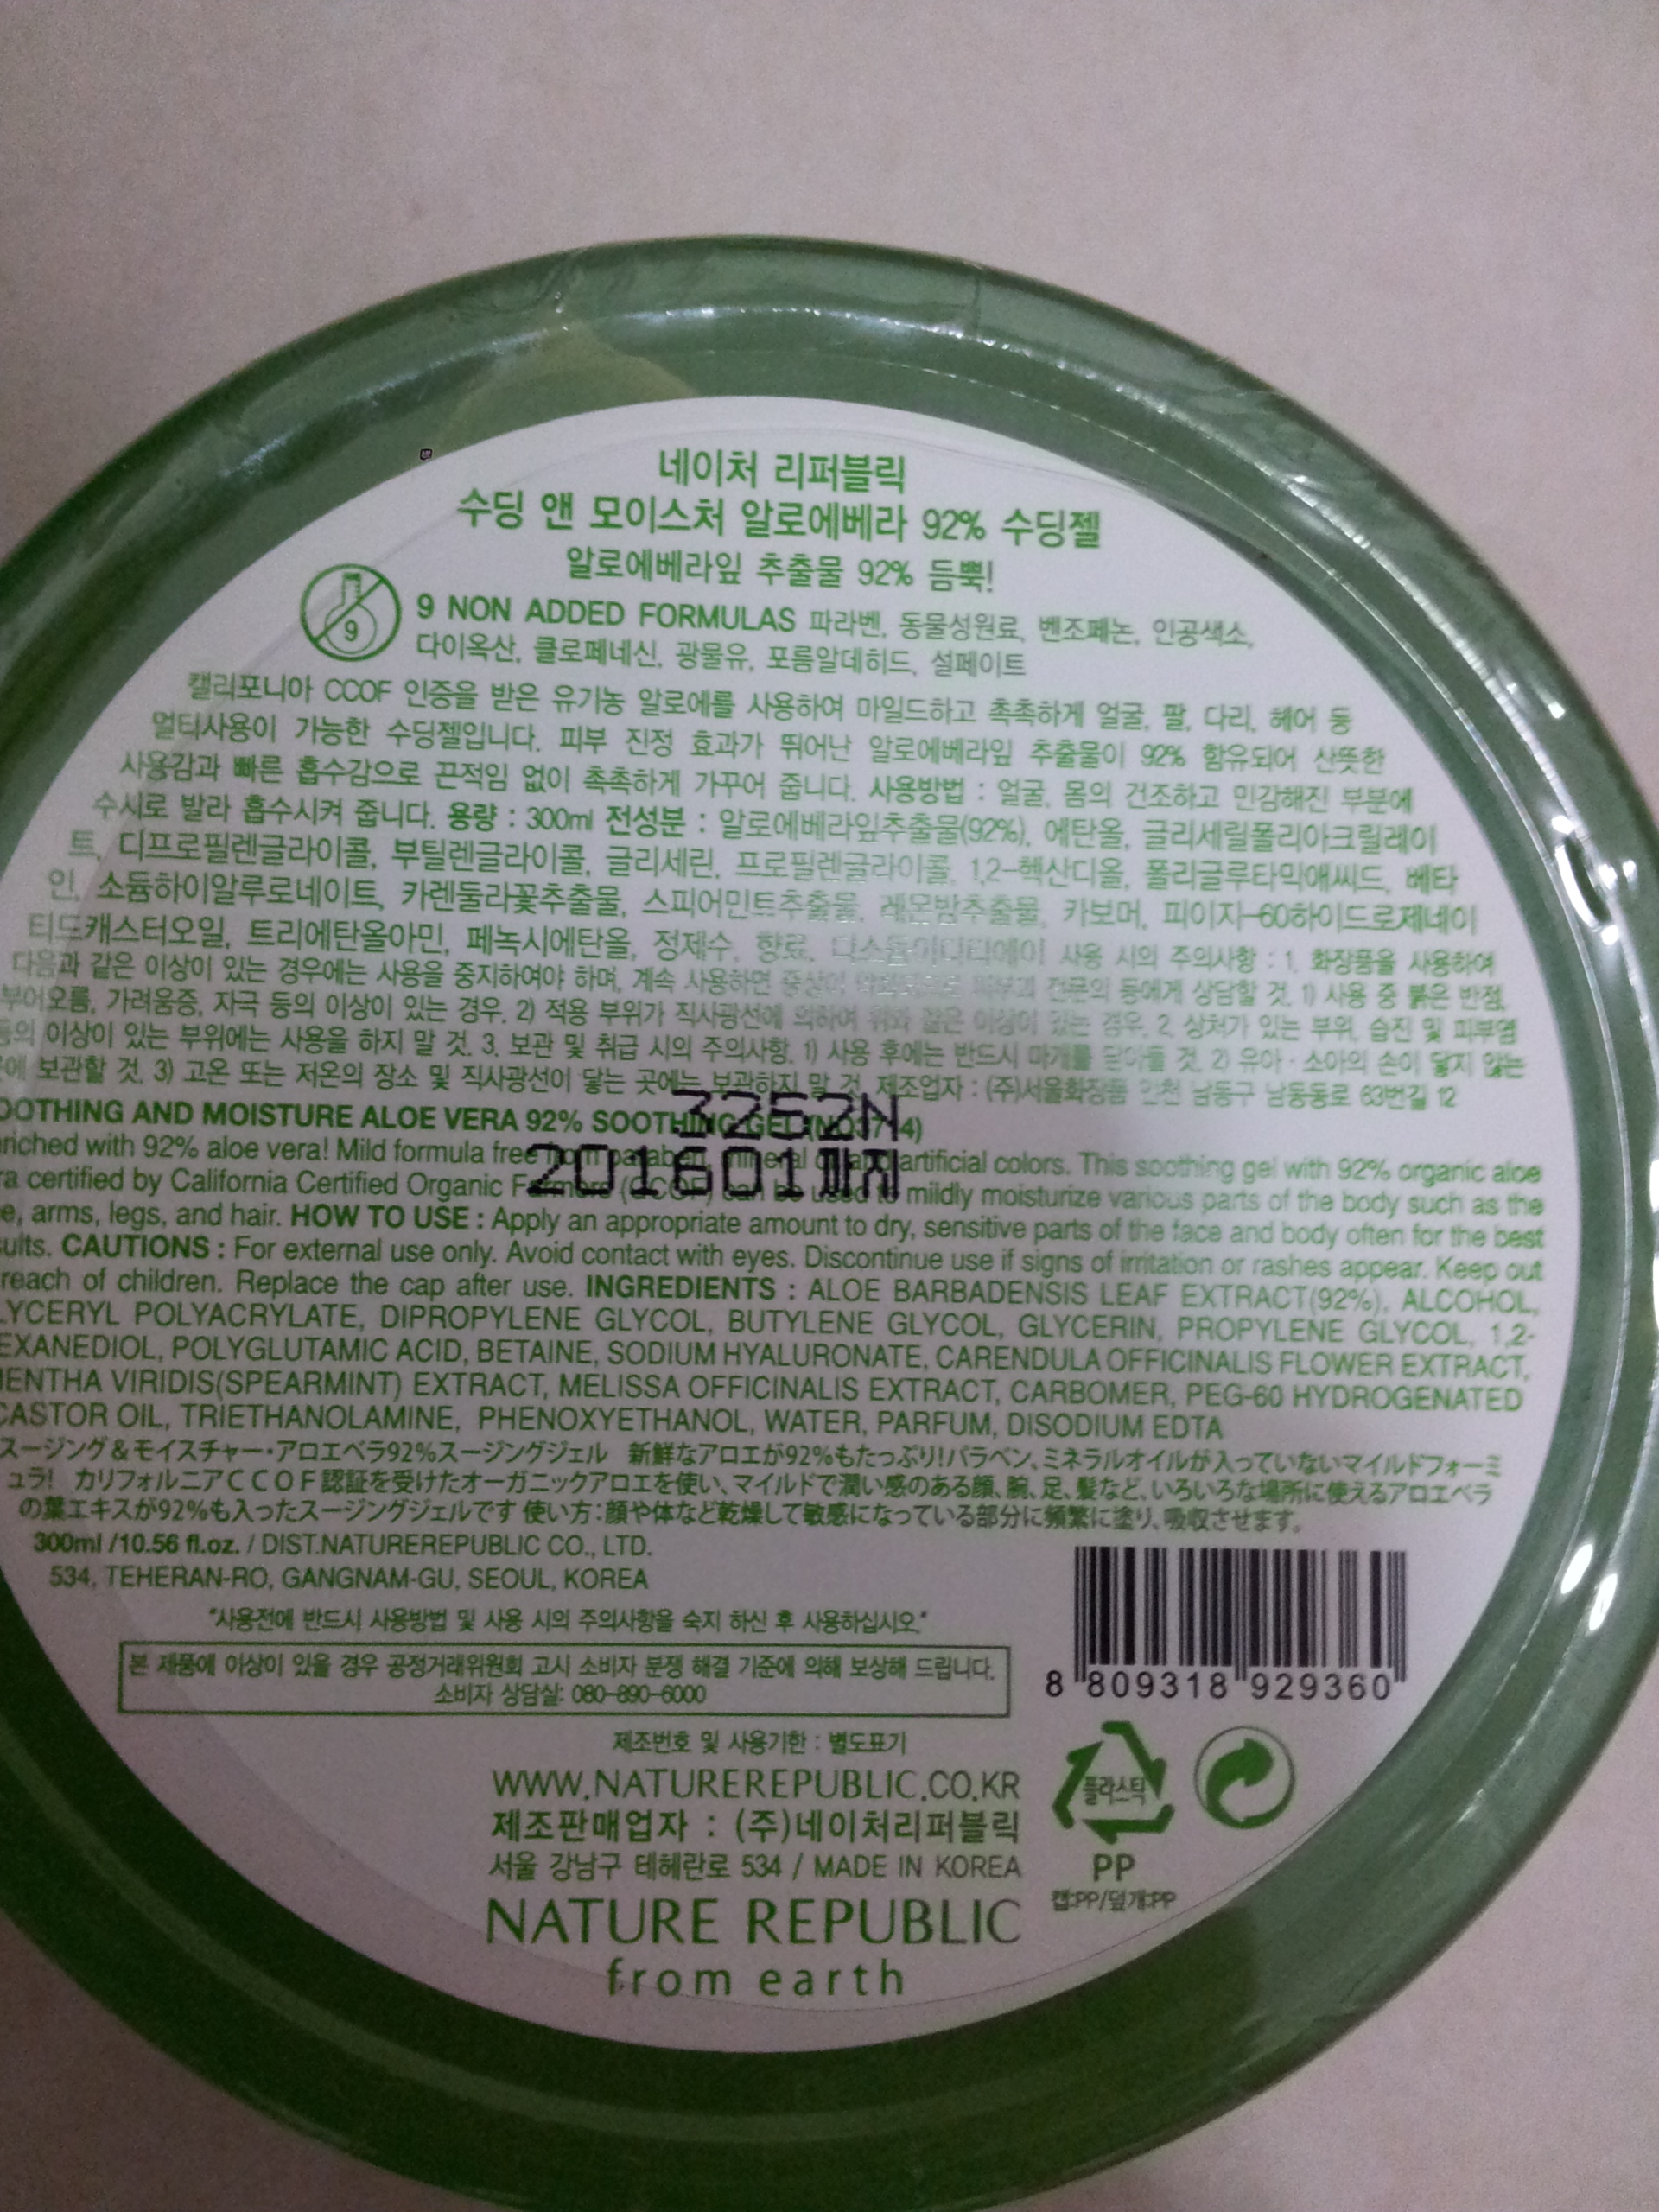 네이처 리퍼블릭
수딩 앤 모이스처 알로에베라 92% 수딩젤
알로에베라잎 추출물 92% 듬뿍!
9
9 NON ADDED FORMULAS 파라벤, 동물성원료, 벤조페논, 인공색소,
다이옥산, 클로페네신, 광물유, 포름알데히드, 설페이트
캘리포니아 CCOF 인증을 받은 유기농 알로에를 사용하여 마일드하고 촉촉하게 얼굴, 팔, 다리, 헤어 등
멀티사용이 가능한 수딩젤입니다. 피부 진정 효과가 뛰어난 알로에베라잎 추출물이 92% 함유되어 산뜻한
사용감과 빠른 흡수감으로 끈적임 없이 촉촉하게 가꾸어 줍니다. 사용방법 : 얼굴, 몸의 건조하고 민감해진 부분에
수시로 발라 흡수시켜 줍니다. 용량 : 300ml 전성분 : 알로에베라잎추출물(92%), 에탄올, 글리세릴폴리아크릴레이
트, 디프로필렌글라이콜, 부틸렌글라이콜, 글리세린, 프로필렌글라이콜, 1,2-헥산디올, 폴리글루타믹애씨드, 베타
인, 소듐하이알루로네이트, 카렌둘라꽃추출물, 스피어민트추출물, 레몬밤추출물, 카보머, 피이지-60하이드로제네이
티드캐스터오일, 트리에탄올아민, 페녹시에탄올, 정제수, 향료, 디소듐이디티에이 사용 시의 주의사항 : 1. 화장품을 사용하여
다음과 같은 이상이 있는 경우에는 사용을 중지하여야 하며, 계속 사용하면 증상이 피부과 전문의 등에게 상담할 것. 1) 사용 중 붉은 반점,
부어오름, 가려움증, 자극 등의 이상이 있는 경우. 2) 적용 부위가 직사광선에 의하여 위와 같은 이상이 있는 경우. 2. 상처가 있는 부위, 습진 및 피부염
등의 이상이 있는 부위에는 사용을 하지 말 것. 3. 보관 및 취급 시의 주의사항. 1) 사용 후에는 반드시 마개를 닫아둘 것. 2) 유아·소아의 손이 닿지 않는
에 보관할 것. 3) 고온 또는 저온의 장소 및 직사광선이 닿는 곳에는 보관하지 말 것. 제조업자 : (주)서울화장품 인천 남동구 남동동로 63번길 12
OOTHING AND MOISTURE ALOE VERA 92% SOOTHING GEL
3262N
riched with 92% aloe vera! Mild formula free from paraben, mineral artificial colors. This soothing gel with 92% organic aloe
201601까지
ra certified by California Certified Organic Farmers (CCOF) can be used to mildly moisturize various parts of the body such as the
e, arms, legs, and hair. HOW TO USE : Apply an appropriate amount to dry, sensitive parts of the face and body often for the best
sults. CAUTIONS : For external use only. Avoid contact with eyes. Discontinue use if signs of irritation or rashes appear. Keep out
reach of children. Replace the cap after use. INGREDIENTS : ALOE BARBADENSIS LEAF EXTRACT(92%), ALCOHOL,
LYCERYL POLYACRYLATE, DIPROPYLENE GLYCOL, BUTYLENE GLYCOL, GLYCERIN, PROPYLENE GLYCOL, 1,2-
EXANEDIOL, POLYGLUTAMIC ACID, BETAINE, SODIUM HYALURONATE, CARENDULA OFFICINALIS FLOWER EXTRACT,
MENTHA VIRIDIS(SPEARMINT) EXTRACT, MELISSA OFFICINALIS EXTRACT, CARBOMER, PEG-60 HYDROGENATED
CASTOR OIL, TRIETHANOLAMINE, PHENOXYETHANOL, WATER, PARFUM, DISODIUM EDTA
スージング&モイスチャー・アロエベラ92%スージングジェル 新鮮なアロエが92%もたっぷり!パラベン、ミネラルオイルが入っていないマイルドフォーミ
ュラ! カリフォルニアCCOF認証を受けたオーガニックアロエを使い、マイルドで潤い感のある顔、腕、足、髪など、いろいろな場所に使えるアロエベラ
の葉エキスが92%も入ったスージングジェルです 使い方:顔や体など乾燥して敏感になっている部分に頻繁に塗り、吸収させます。
300ml /10.56 fl.oz. / DIST.NATUREREPUBLIC CO., LTD.
534, TEHERAN-RO, GANGNAM-GU, SEOUL, KOREA
"사용전에 반드시 사용방법 및 사용 시의 주의사항을 숙지 하신 후 사용하십시오."
본 제품에 이상이 있을 경우 공정거래위원회 고시 소비자 분쟁 해결 기준에 의해 보상해 드립니다.
소비자 상담실: 080-890-6000
8 809318 929360
제조번호 및 사용기한 : 별도표기
WWW.NATUREREPUBLIC.CO.KR
제조판매업자 : (주)네이처리퍼블릭
서울 강남구 테헤란로 534 / MADE IN KOREA
플라스틱
PP
캡:PP/덮개:PP
NATURE REPUBLIC
from earth